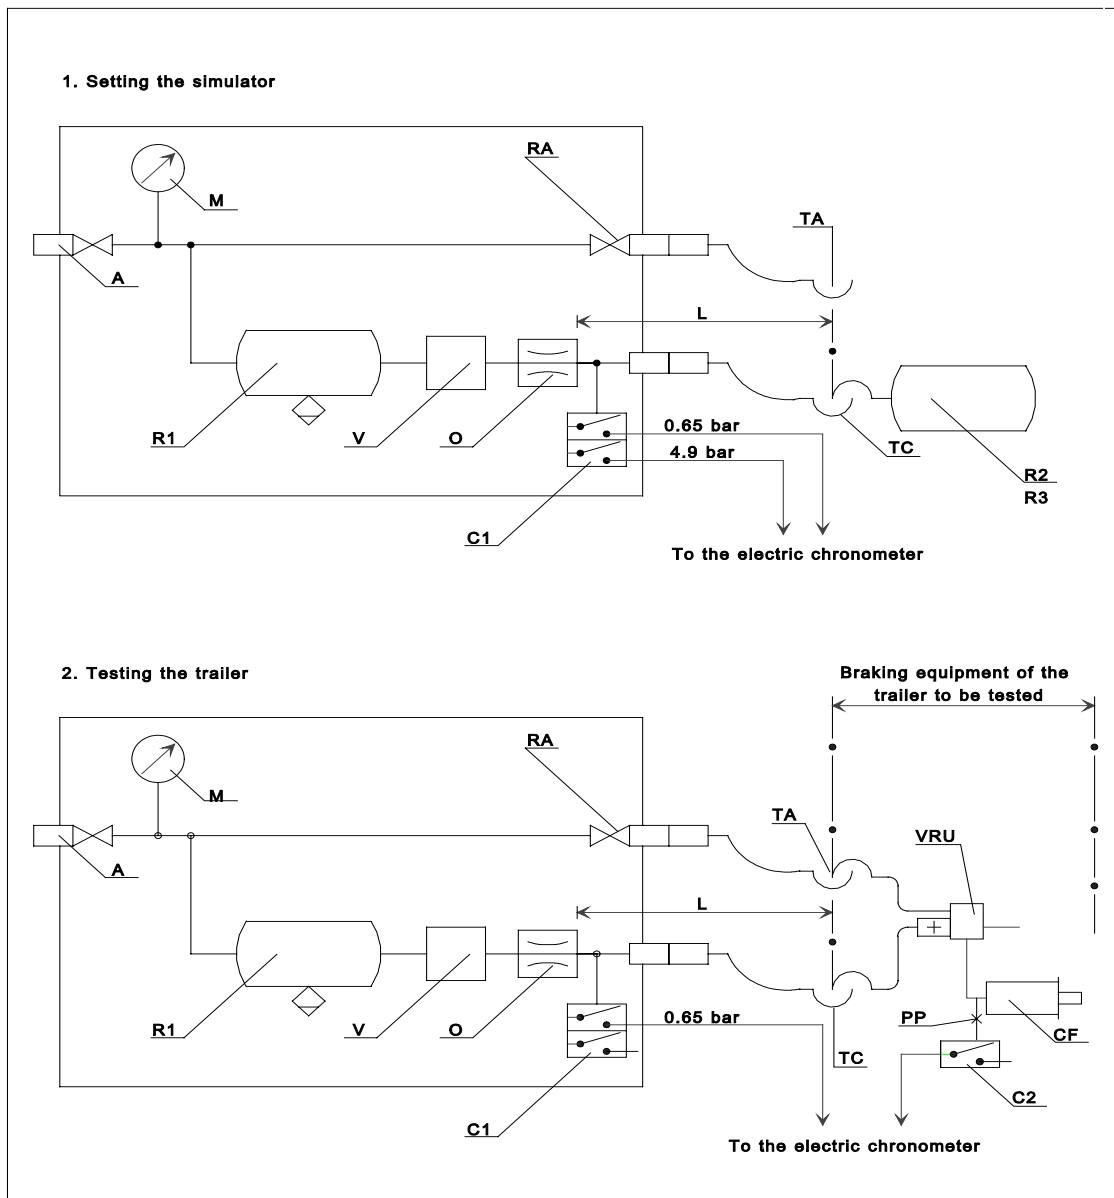 1. Setting the simulator
RA
M
TA
A
L
R1
V
O
0.65 bar
4.9 bar
TC
R2
R3
C1
To the electric chronometer
2. Testing the trailer
Braking equipment of the
trailer to be tested
RA
M
TA
VRU
A
L
R1
V
O
0.65 bar
PP
CF
TC
C2
C1
To the electric chronometer